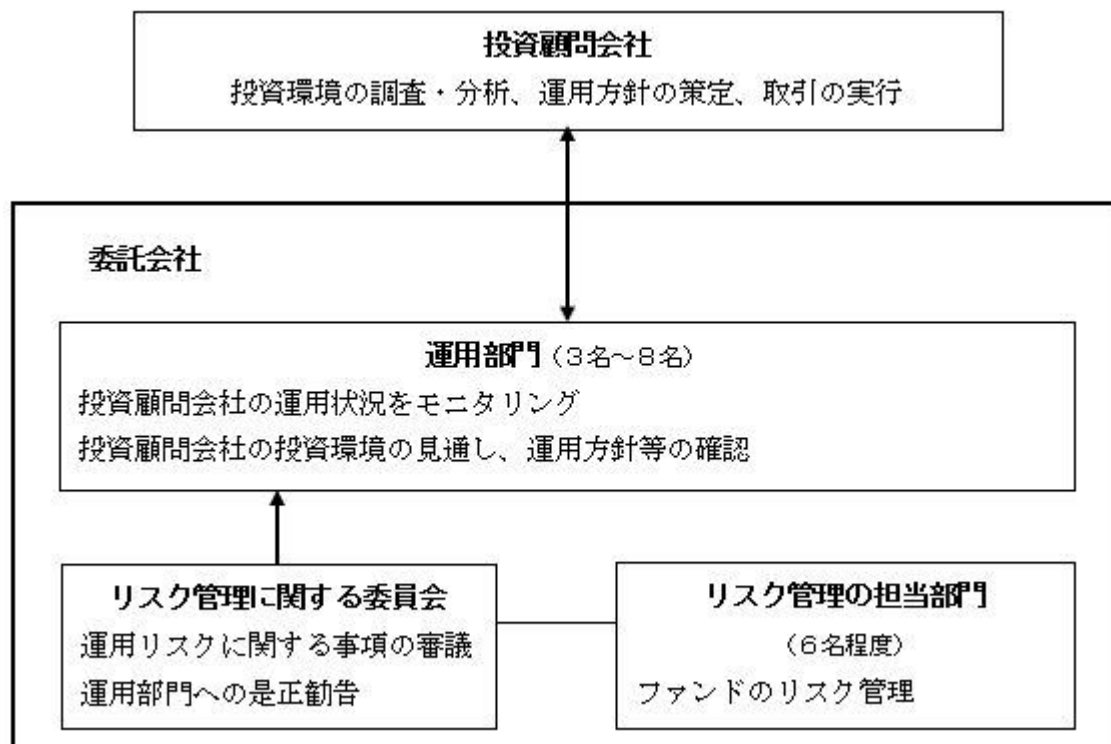 投資顧問会社
投資環境の調査・分析、運用方針の策定、取引の実行
委託会社
運用部門（３名～８名）
投資顧問会社の運用状況をモニタリング
投資顧問会社の投資環境の見通し、運用方針等の確認
リスク管理に関する委員会
運用リスクに関する事項の審議
運用部門への是正勧告
リスク管理の担当部門
（６名程度）
ファンドのリスク管理